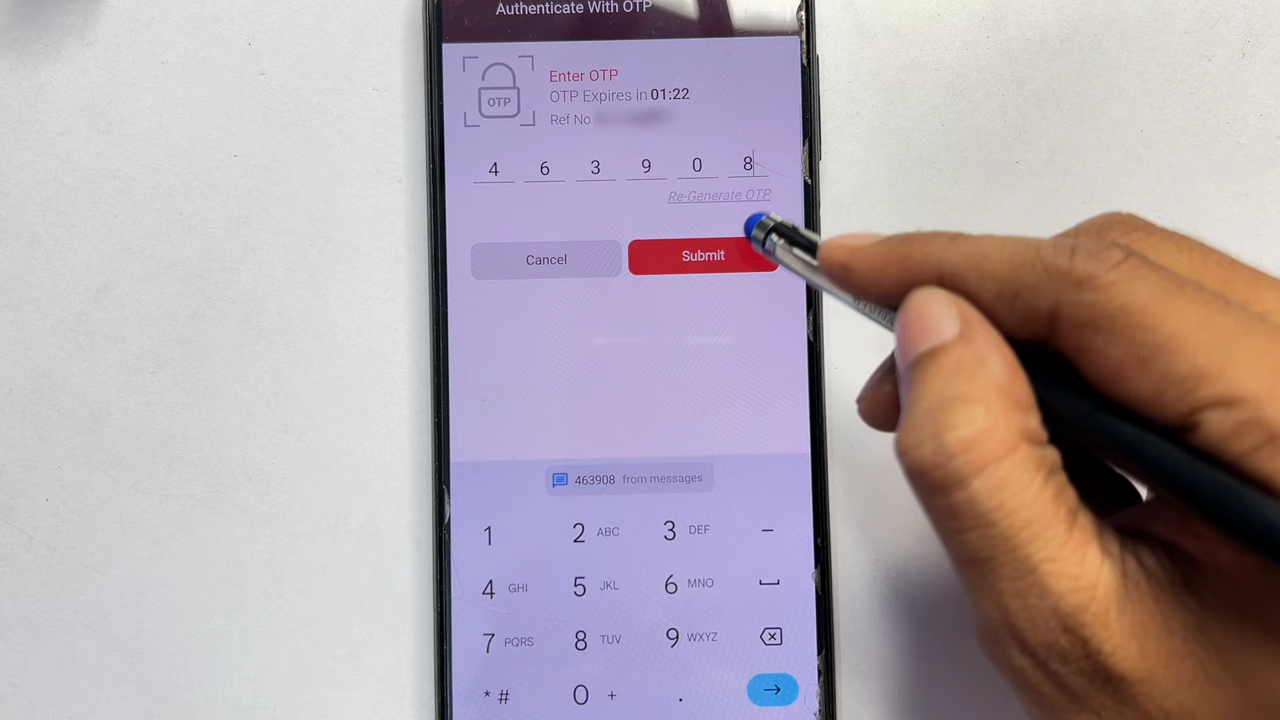 Authenticate With OTP
OTP
Enter OTP
OTP Expires in 01:22
Ref No
4 6 3 9 0 8
Re-Generate OTP
Cancel
Submit
463908 from messages
1
2 ABC
3 DEF
–
4 GHI
5 JKL
6 MNO
7 PQRS
8 TUV
9 WXYZ
* #
0 +
.